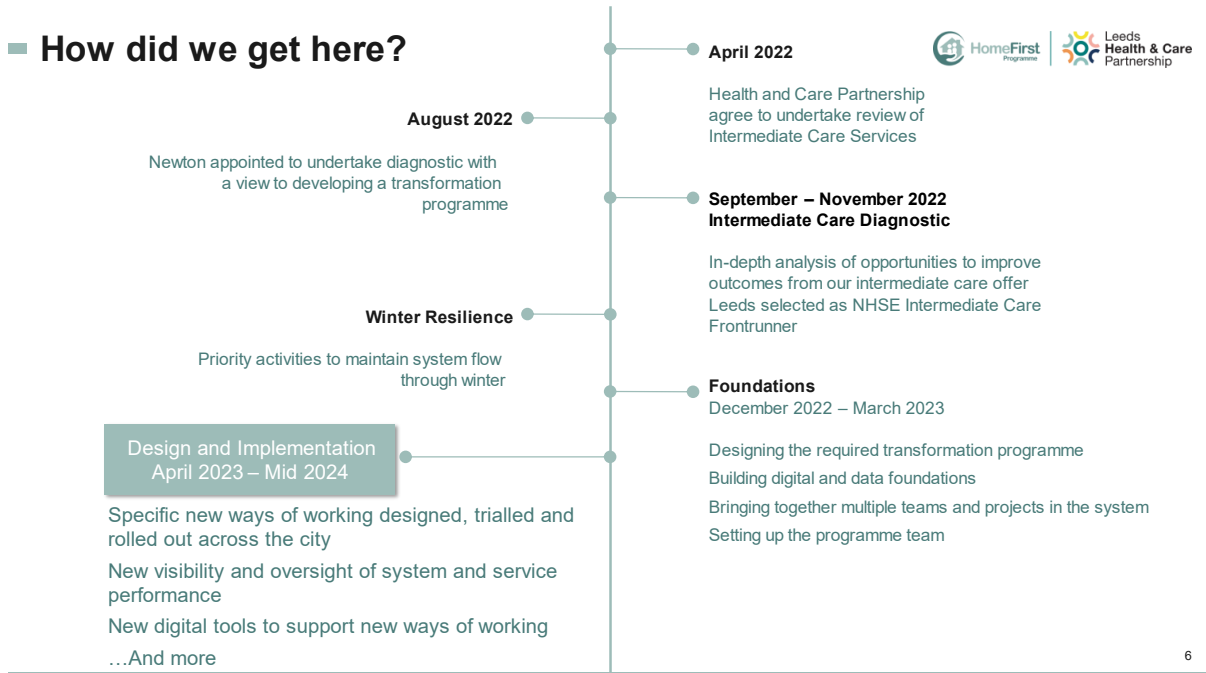 How did we get here?
April 2022
HomeFirst
Programme
Leeds
Health & Care
Partnership
Health and Care Partnership
agree to undertake review of
Intermediate Care Services
August 2022
Newton appointed to undertake diagnostic with
a view to developing a transformation
programme
September – November 2022
Intermediate Care Diagnostic
In-depth analysis of opportunities to improve
outcomes from our intermediate care offer
Leeds selected as NHSE Intermediate Care
Frontrunner
Winter Resilience
Priority activities to maintain system flow
through winter
Foundations
December 2022 – March 2023
Designing the required transformation programme
Building digital and data foundations
Bringing together multiple teams and projects in the system
Setting up the programme team
Design and Implementation
April 2023 – Mid 2024
Specific new ways of working designed, trialled and
rolled out across the city
New visibility and oversight of system and service
performance
New digital tools to support new ways of working
…And more
6